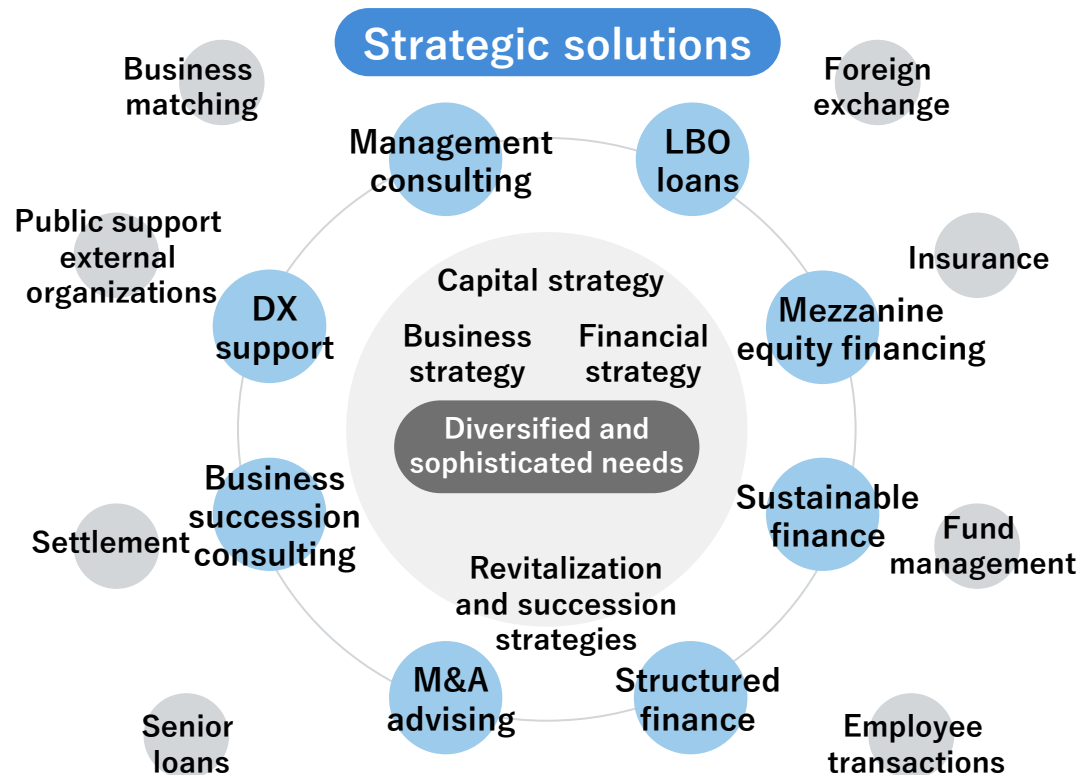 Strategic solutions
Business
matching
Foreign
exchange
Management
consulting
LBO
loans
Public support
external
organizations
Insurance
DX
support
Capital strategy
Business
strategy
Financial
strategy
Mezzanine
equity financing
Diversified and
sophisticated needs
Business
succession
consulting
Sustainable
finance
Settlement
Fund
management
Revitalization
and succession
strategies
M&A
advising
Structured
finance
Senior
loans
Employee
transactions